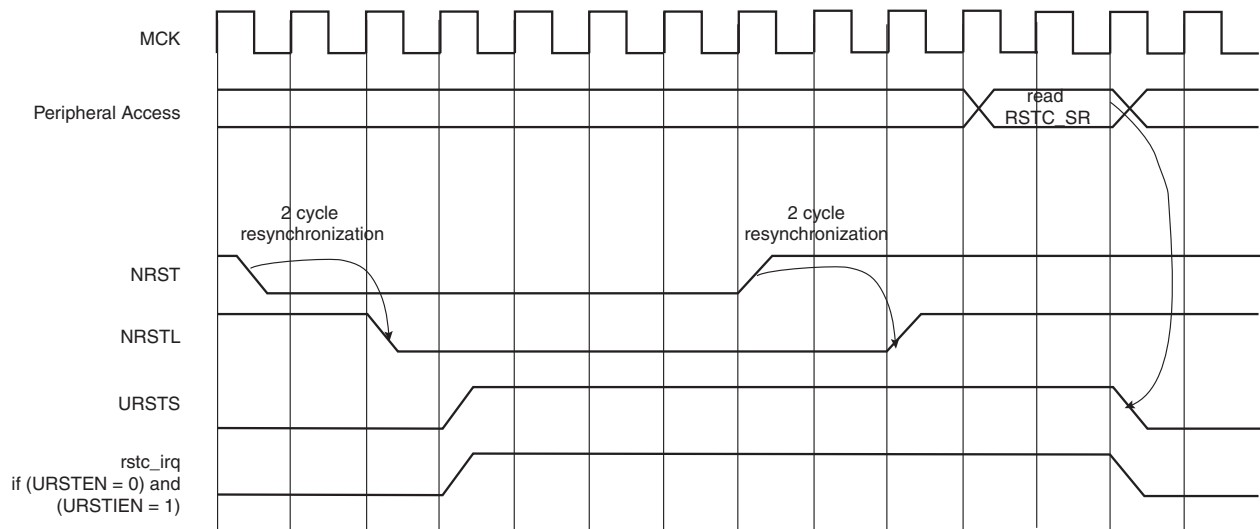 MCK
Peripheral Access
read
RSTC_SR
2 cycle
resynchronization
2 cycle
resynchronization
NRST
NRSTL
URSTS
rstc_irq
if (URSTEN = 0) and
(URSTIEN = 1)